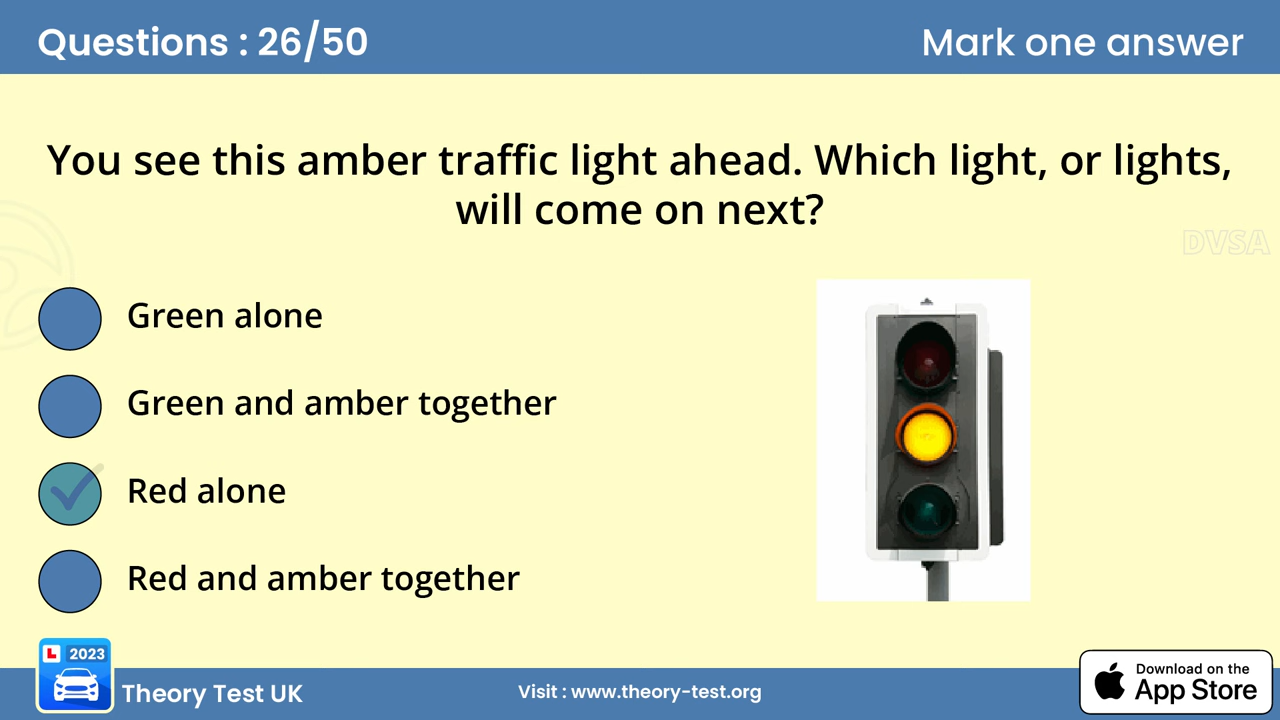 Questions : 26/50
Mark one answer
You see this amber traffic light ahead. Which light, or lights,
will come on next?
DVSA
Green alone
Green and amber together
Red alone
Red and amber together
L 2023
Theory Test UK
Visit : www.theory-test.org
Download on the
App Store